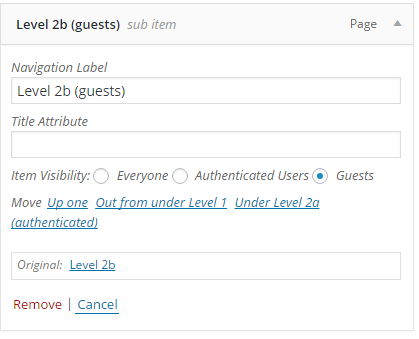 Level 2b (guests) sub item Page
Navigation Label
Level 2b (guests)
Title Attribute
Item Visibility: Everyone Authenticated Users Guests
Move Up one Out from under Level 1 Under Level 2a
(authenticated)
Original: Level 2b
Remove | Cancel